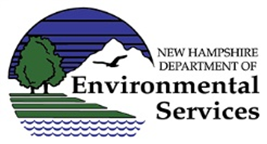 NEW HAMPSHIRE
DEPARTMENT OF
Environmental
Services